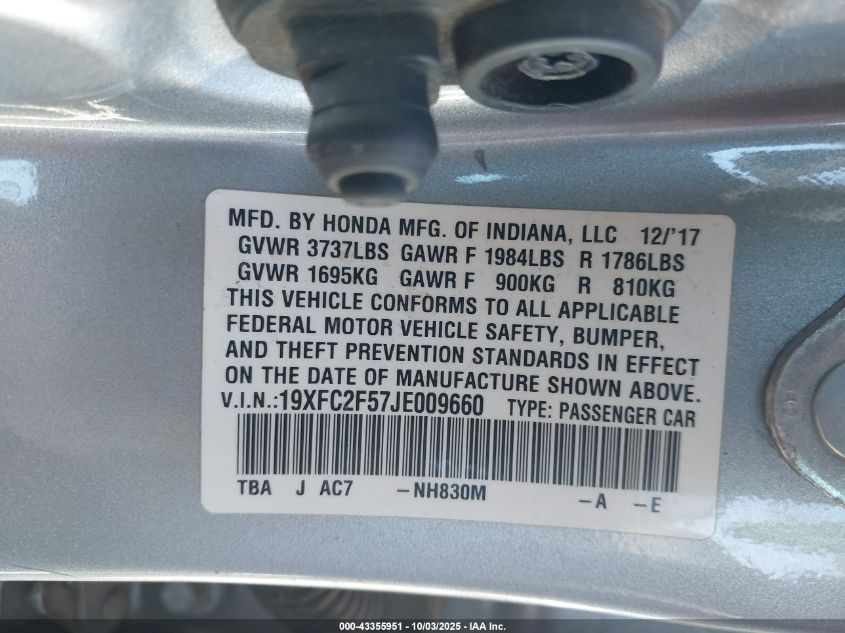 MFD. BY HONDA MFG. OF INDIANA, LLC 12/'17
GVWR 3737LBS GAWR F 1984LBS R 1786LBS
GVWR 1695KG GAWR F 900KG R 810KG
THIS VEHICLE CONFORMS TO ALL APPLICABLE
FEDERAL MOTOR VEHICLE SAFETY, BUMPER,
AND THEFT PREVENTION STANDARDS IN EFFECT
ON THE DATE OF MANUFACTURE SHOWN ABOVE.
V.I.N.:19XFC2F57JE009660 TYPE: PASSENGER CAR
TBA J AC7 -NH830M -A -E
000-43355951 - 10/03/2025 - IAA Inc.